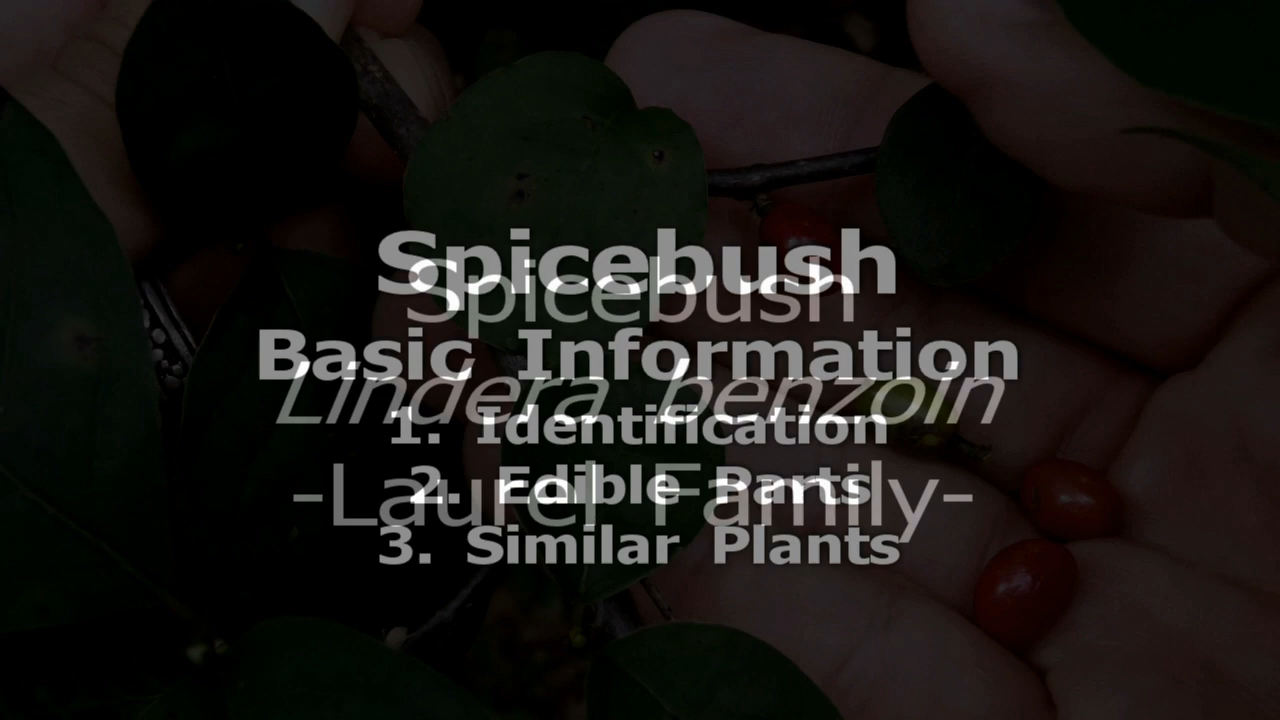 Spicebush
Basic Information
1. Identification
2. Edible Parts
3. Similar Plants
Spicebush
Lindera benzoin
-Laurel Family-